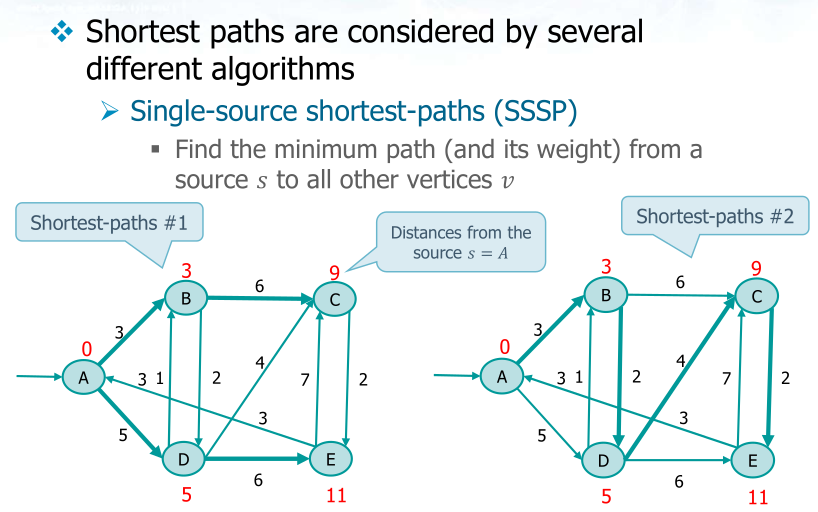 ❖ Shortest paths are considered by several
different algorithms
➢ Single-source shortest-paths (SSSP)
▪ Find the minimum path (and its weight) from a
source s to all other vertices v
Shortest-paths #1
Distances from the
source s = A
Shortest-paths #2
3
9
B
6
C
3
0
A
3
1
2
4
7
2
5
3
D
6
E
5
11
3
9
B
6
C
3
0
A
3
1
2
4
7
2
5
3
D
6
E
5
11